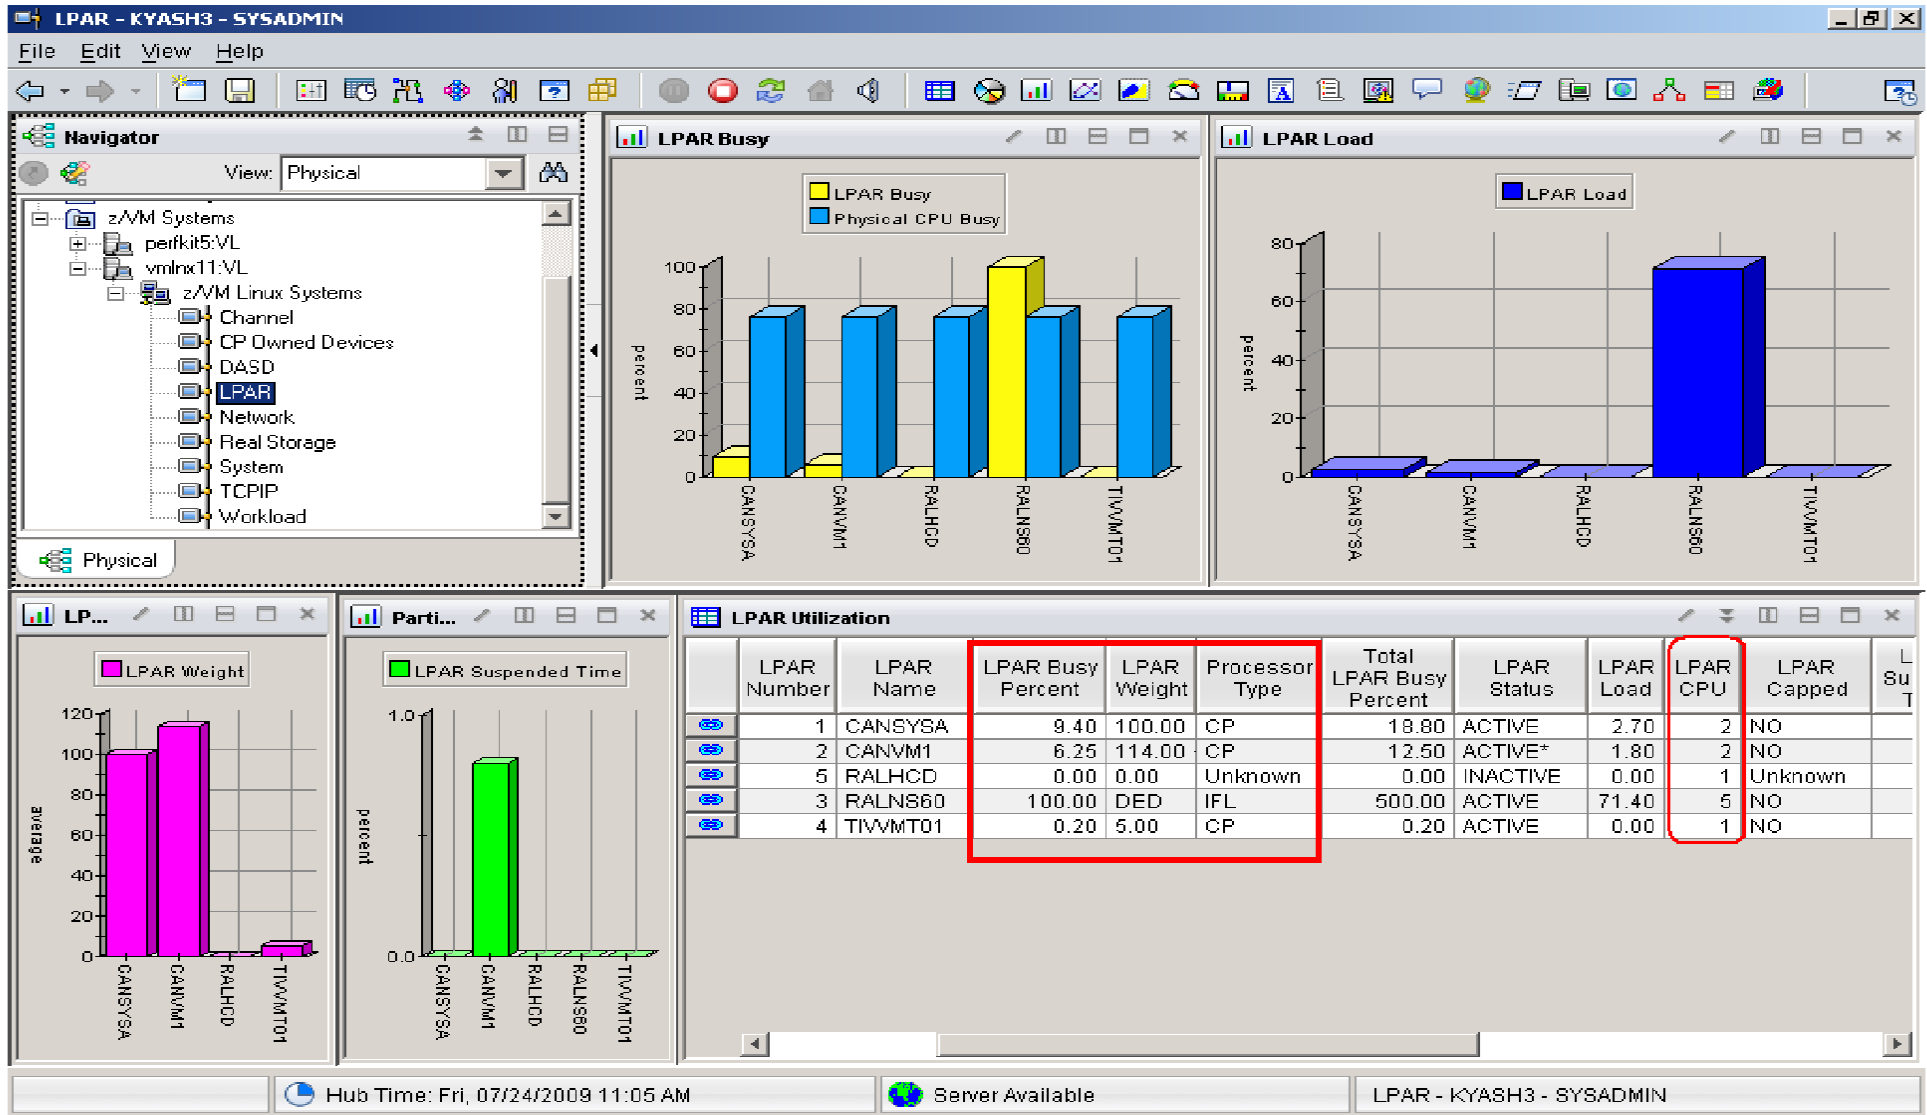 LPAR - KYASH3 - SYSADMIN
File Edit View Help
Navigator
View: Physical
z/VM Systems
perfkit5:VL
vmlnx11:VL
z/VM Linux Systems
Channel
CP Owned Devices
DASD
LPAR
Network
Real Storage
System
TCPIP
Workload
Physical
LPAR Busy
LPAR Busy
Physical CPU Busy
100
80
60
40
20
0
percent
CANSYSA
CANVM1
RALHCD
RALNS60
TIVVMT01
LPAR Load
LPAR Load
80
60
40
20
0
percent
CANSYSA
CANVM1
RALHCD
RALNS60
TIVVMT01
LP...
LPAR Weight
120
100
80
60
40
20
0
average
CANSYSA
CANVM1
RALHCD
TIVVMT01
Parti...
LPAR Suspended Time
1.0
0.0
percent
CANSYSA
CANVM1
RALHCD
RALNS60
TIVVMT01
LPAR Utilization
LPAR Number LPAR Name LPAR Busy Percent LPAR Weight Processor Type Total LPAR Busy Percent LPAR Status LPAR Load LPAR CPU LPAR Capped
1 CANSYSA 9.40 100.00 CP 18.80 ACTIVE 2.70 2 NO
2 CANVM1 6.25 114.00 CP 12.50 ACTIVE* 1.80 2 NO
5 RALHCD 0.00 0.00 Unknown 0.00 INACTIVE 0.00 1 Unknown
3 RALNS60 100.00 DED IFL 500.00 ACTIVE 71.40 5 NO
4 TIVVMT01 0.20 5.00 CP 0.20 ACTIVE 0.00 1 NO
Hub Time: Fri, 07/24/2009 11:05 AM
Server Available
LPAR - KYASH3 - SYSADMIN